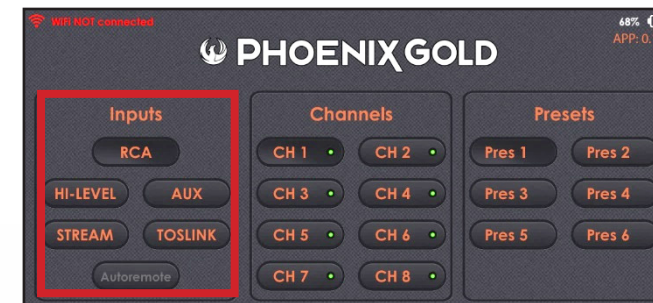 WiFi NOT connected
68%
APP: 0.
PHOENIX GOLD
Inputs
RCA
HI-LEVEL AUX
STREAM TOSLINK
Autoremote
Channels
CH 1 CH 2
CH 3 CH 4
CH 5 CH 6
CH 7 CH 8
Presets
Pres 1 Pres 2
Pres 3 Pres 4
Pres 5 Pres 6